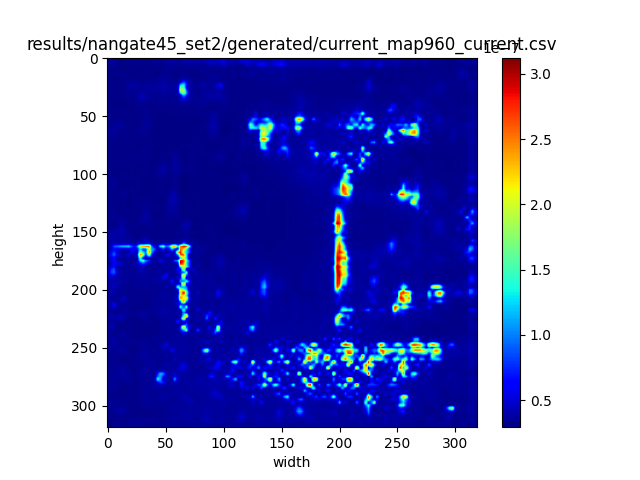 results/nangate45_set2/generated/current_map960_current.csv
1e−7
0
50
100
150
200
250
300
height
0 50 100 150 200 250 300
width
3.0
2.5
2.0
1.5
1.0
0.5